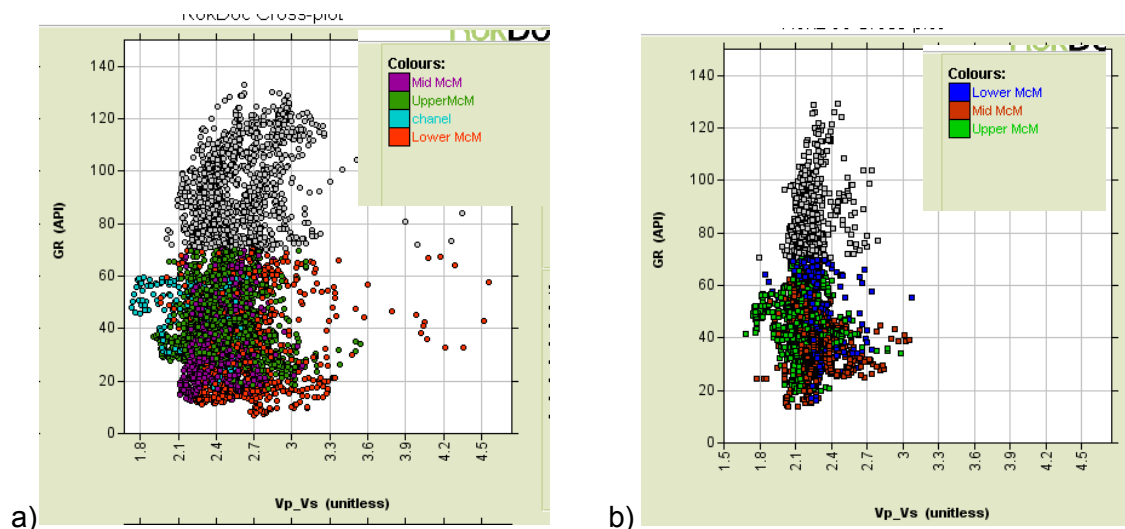 RokDoc Cross-plot
RokDo
Colours:
Mid McM
UpperMcM
chanel
Lower McM
140
120
100
80
60
40
20
0
GR (API)
1.8 2.1 2.4 2.7 3 3.3 3.6 3.9 4.2 4.5
Vp_Vs (unitless)
a)
Colours:
Lower McM
Mid McM
Upper McM
140
120
100
80
60
40
20
0
GR (API)
1.5 1.8 2.1 2.4 2.7 3 3.3 3.6 3.9 4.2 4.5
Vp_Vs (unitless)
b)